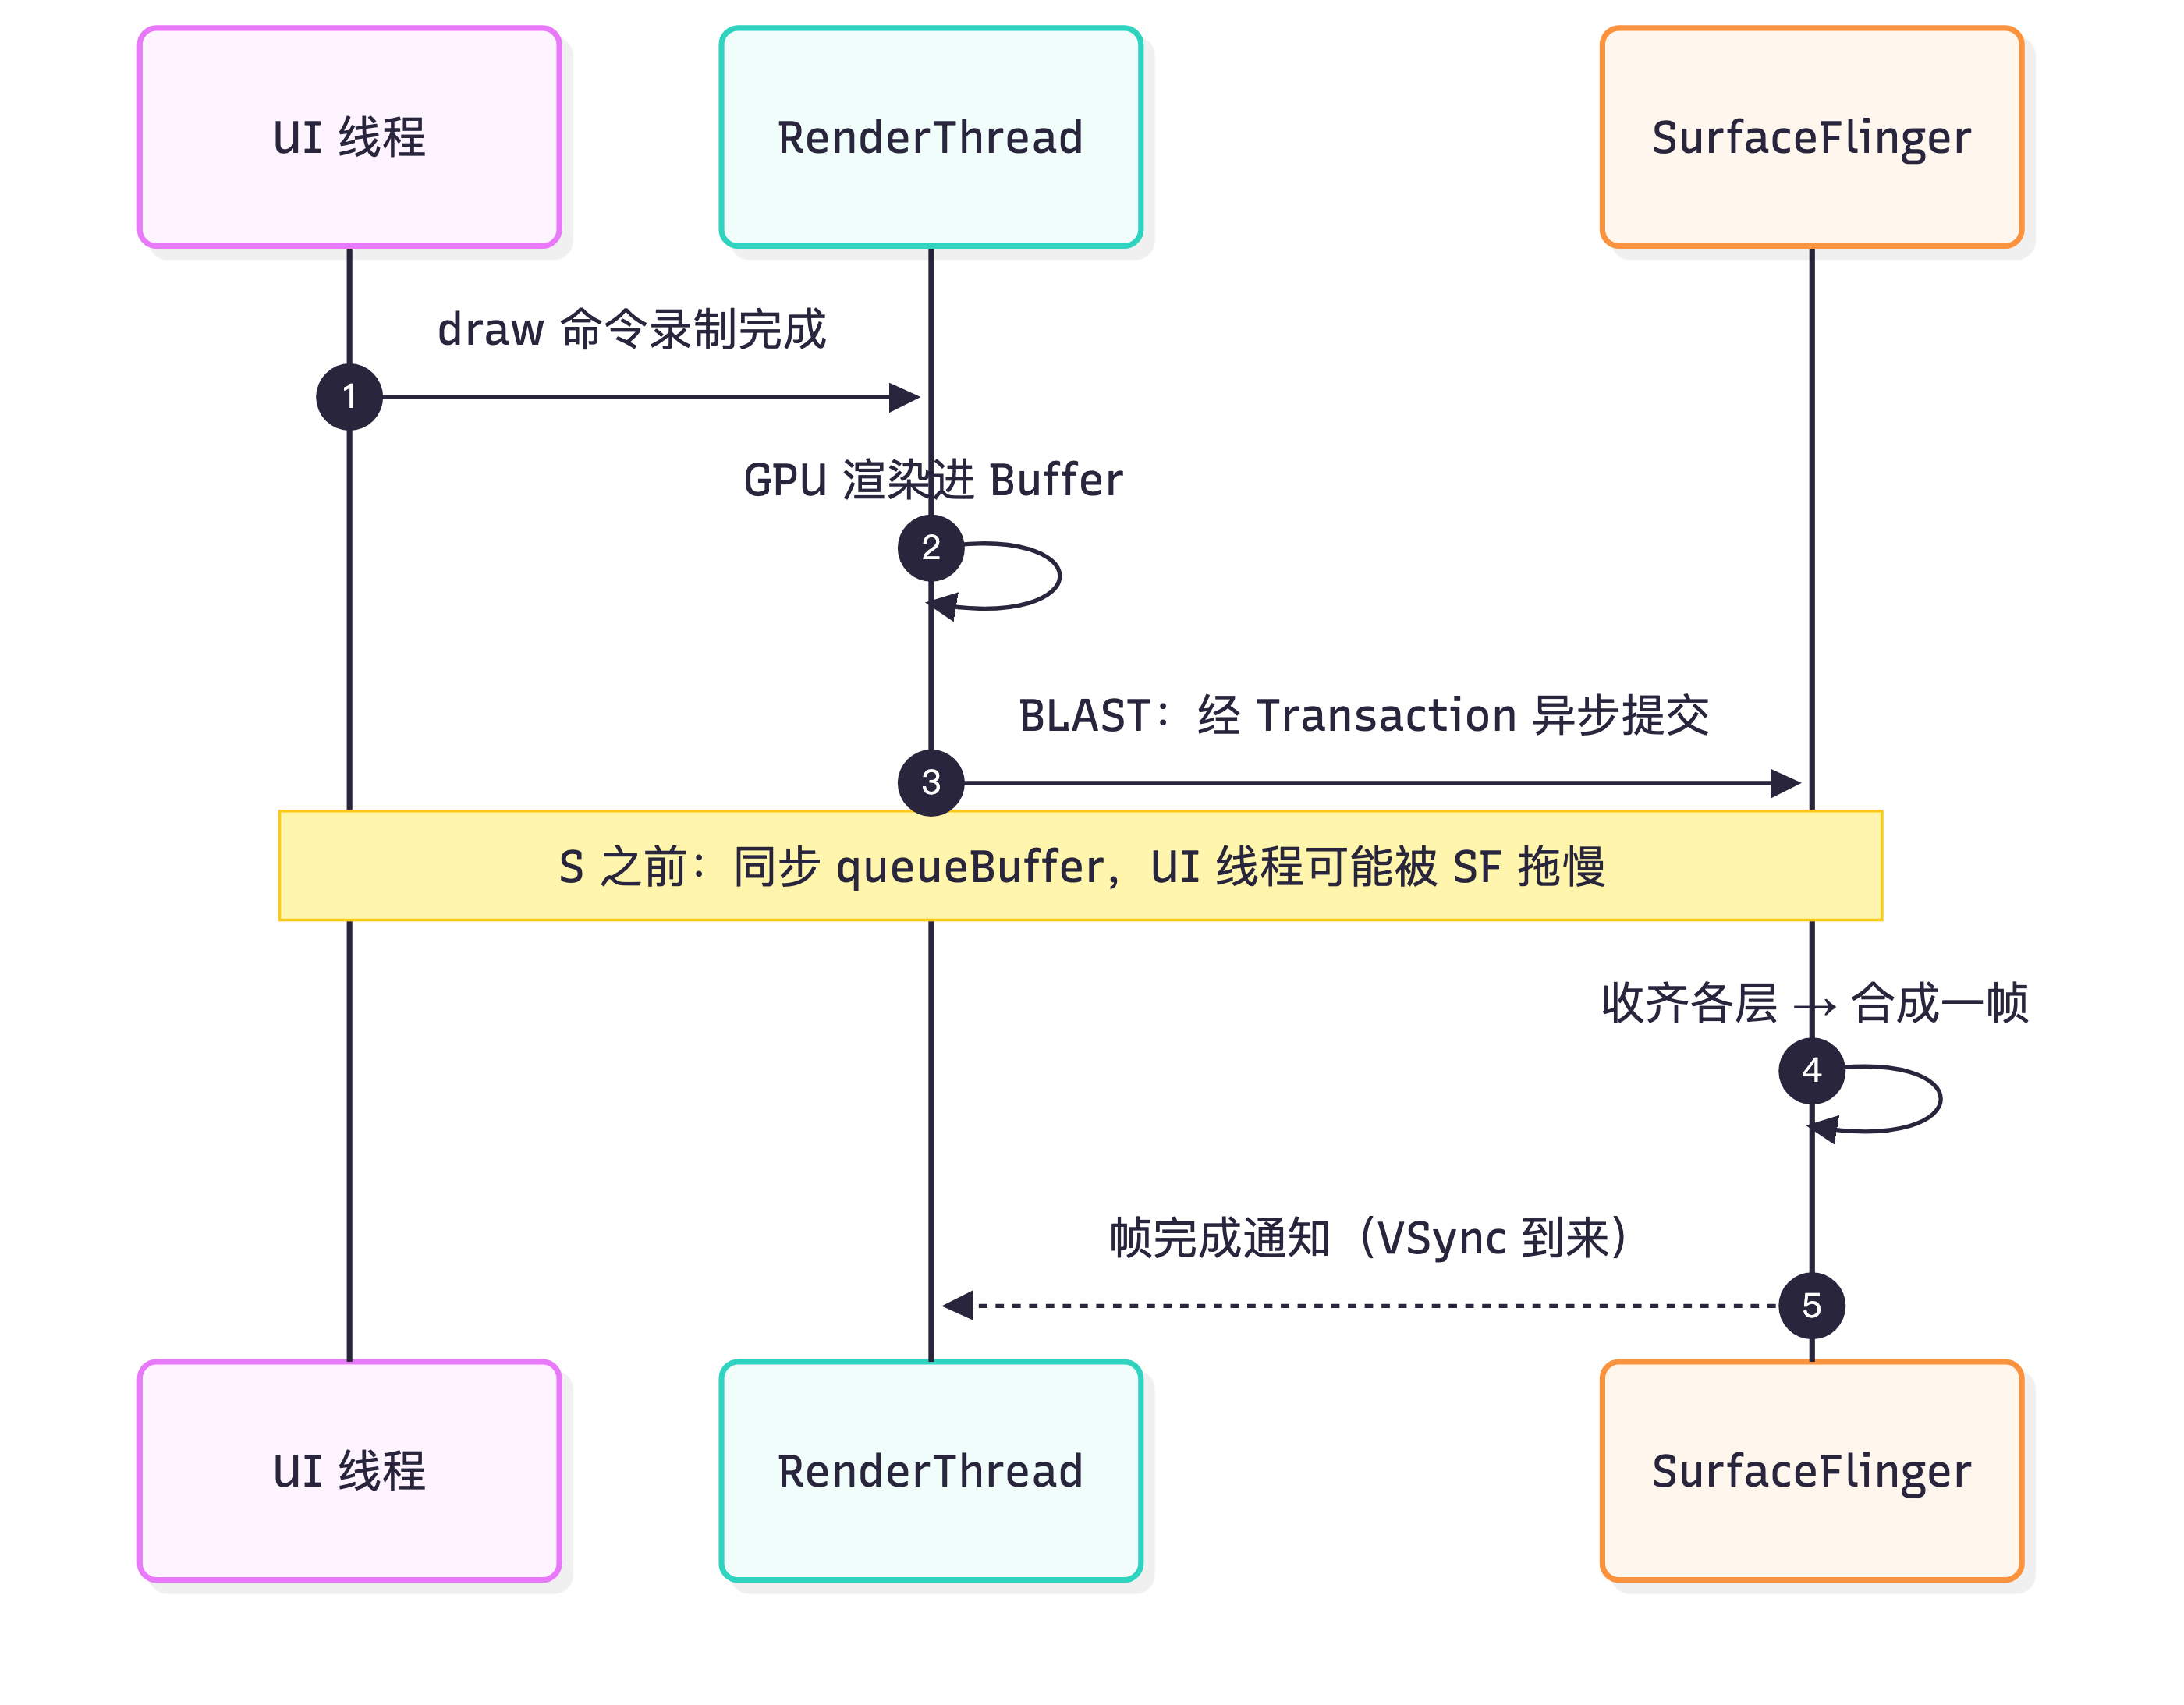 UI 线程
RenderThread
SurfaceFlinger
draw 命令录制完成
1
GPU 渲染进 Buffer
2
BLAST：经 Transaction 异步提交
3
S 之前：同步 queueBuffer，UI 线程可能被 SF 拖慢
收齐各层 → 合成一帧
4
帧完成通知（VSync 到来）
5
UI 线程
RenderThread
SurfaceFlinger